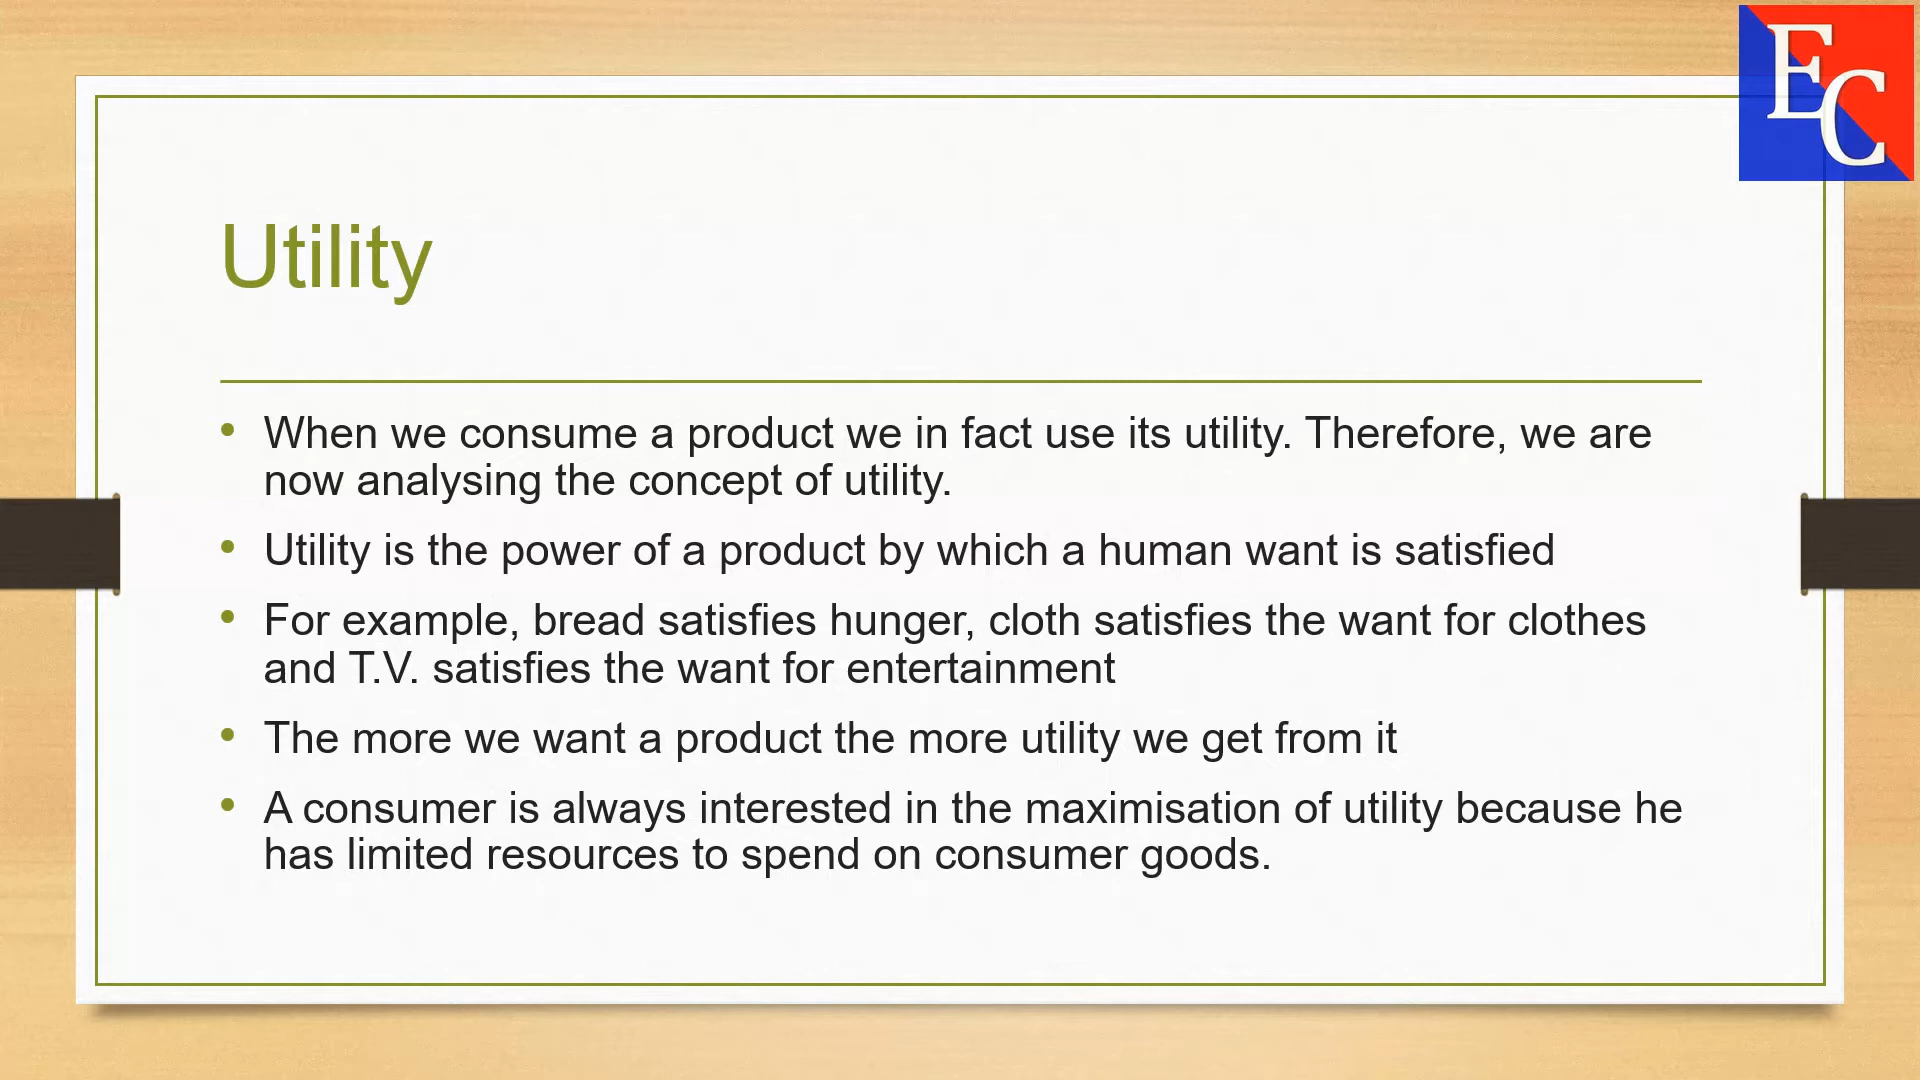 EC
Utility
• When we consume a product we in fact use its utility. Therefore, we are
now analysing the concept of utility.
• Utility is the power of a product by which a human want is satisfied
• For example, bread satisfies hunger, cloth satisfies the want for clothes
and T.V. satisfies the want for entertainment
• The more we want a product the more utility we get from it
• A consumer is always interested in the maximisation of utility because he
has limited resources to spend on consumer goods.